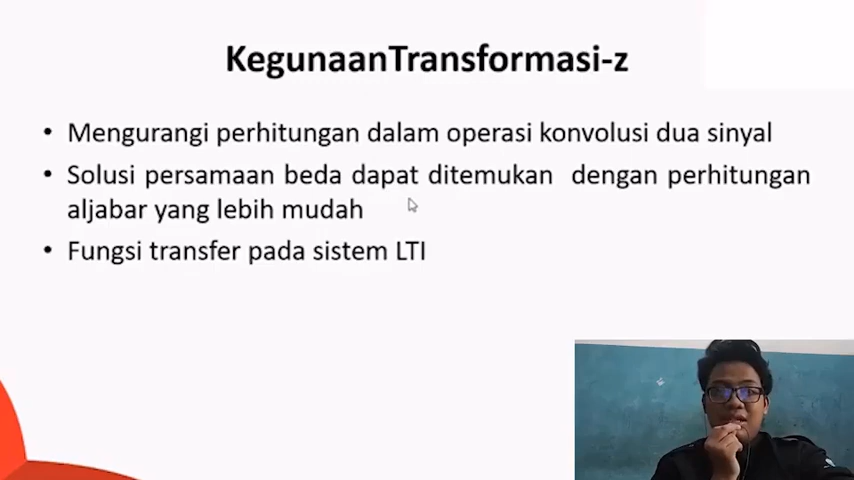 KegunaanTransformasi-z
• Mengurangi perhitungan dalam operasi konvolusi dua sinyal
• Solusi persamaan beda dapat ditemukan dengan perhitungan
aljabar yang lebih mudah
• Fungsi transfer pada sistem LTI